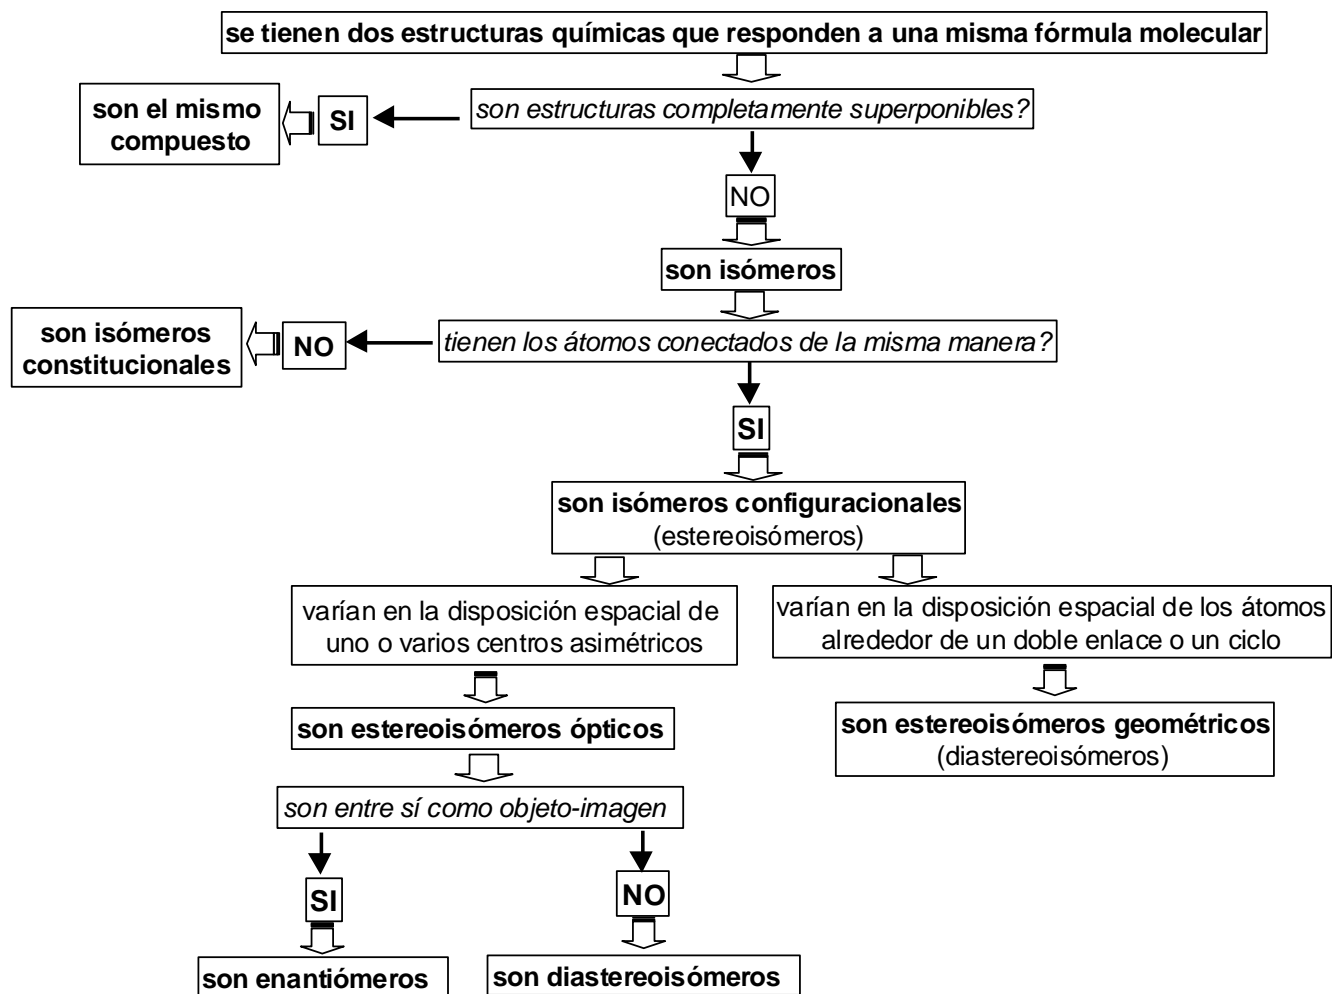 se tienen dos estructuras químicas que responden a una misma fórmula molecular
son estructuras completamente superponibles?
SI
son el mismo
compuesto
NO
son isómeros
tienen los átomos conectados de la misma manera?
NO
son isómeros
constitucionales
SI
son isómeros configuracionales
(estereoisómeros)
varían en la disposición espacial de
uno o varios centros asimétricos
varían en la disposición espacial de los átomos
alrededor de un doble enlace o un ciclo
son estereoisómeros ópticos
son estereoisómeros geométricos
(diastereoisómeros)
son entre sí como objeto-imagen
SI
NO
son enantiómeros
son diastereoisómeros